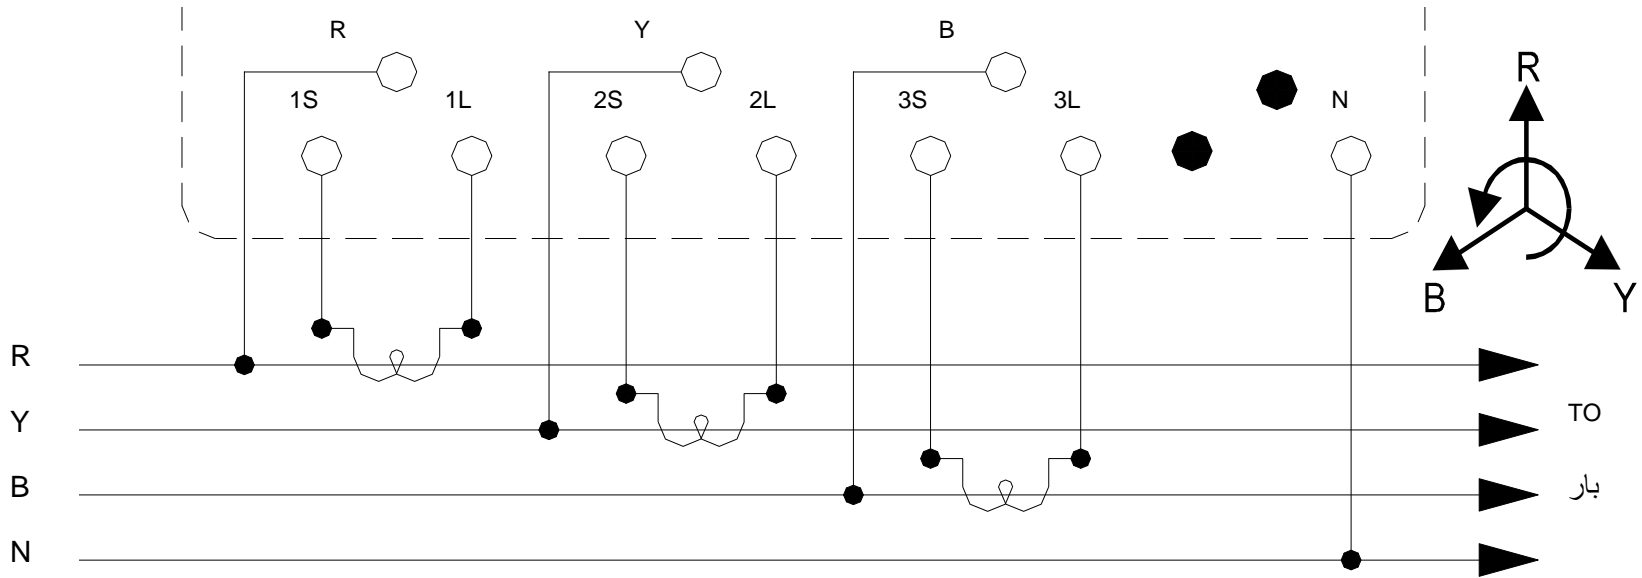 R Y B
1S 1L 2S 2L 3S 3L N
R
B Y
R
Y
TO
B
بار
N